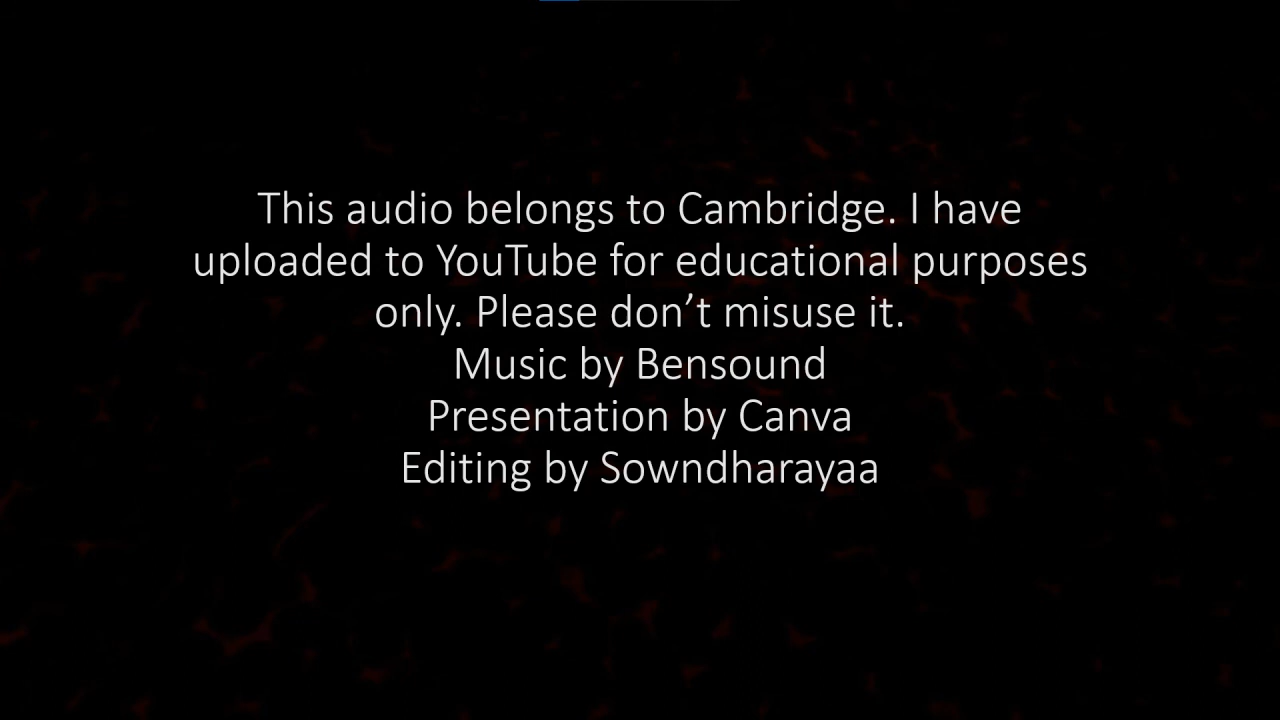 This audio belongs to Cambridge. I have
uploaded to YouTube for educational purposes
only. Please don’t misuse it.
Music by Bensound
Presentation by Canva
Editing by Sowndharayaa